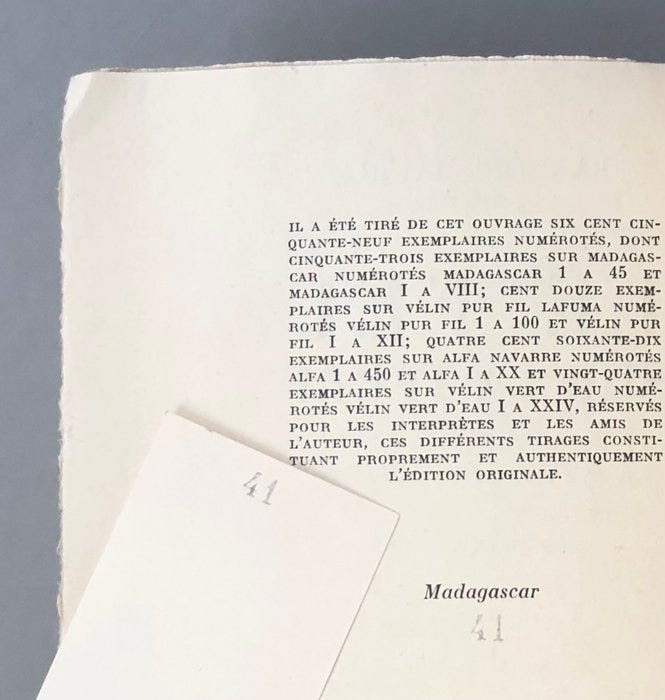 IL A ÉTÉ TIRÉ DE CET OUVRAGE SIX CENT CIN-
QUANTE-NEUF EXEMPLAIRES NUMÉROTÉS, DONT
CINQUANTE-TROIS EXEMPLAIRES SUR MADAGAS-
CAR NUMÉROTÉS MADAGASCAR 1 A 45 ET
MADAGASCAR I A VIII; CENT DOUZE EXEM-
PLAIRES SUR VÉLIN PUR FIL LAFUMA NUMÉ-
ROTÉS VÉLIN PUR FIL 1 A 100 ET VÉLIN PUR
FIL I A XII; QUATRE CENT SOIXANTE-DIX
EXEMPLAIRES SUR ALFA NAVARRE NUMÉROTÉS
ALFA 1 A 450 ET ALFA I A XX ET VINGT-QUATRE
EXEMPLAIRES SUR VÉLIN VERT D'EAU NUMÉ-
ROTÉS VÉLIN VERT D'EAU I A XXIV, RÉSERVÉS
POUR LES INTERPRÈTES ET LES AMIS DE
L'AUTEUR, CES DIFFÉRENTS TIRAGES CONSTI-
TUANT PROPREMENT ET AUTHENTIQUEMENT
L'ÉDITION ORIGINALE.
41
Madagascar
41